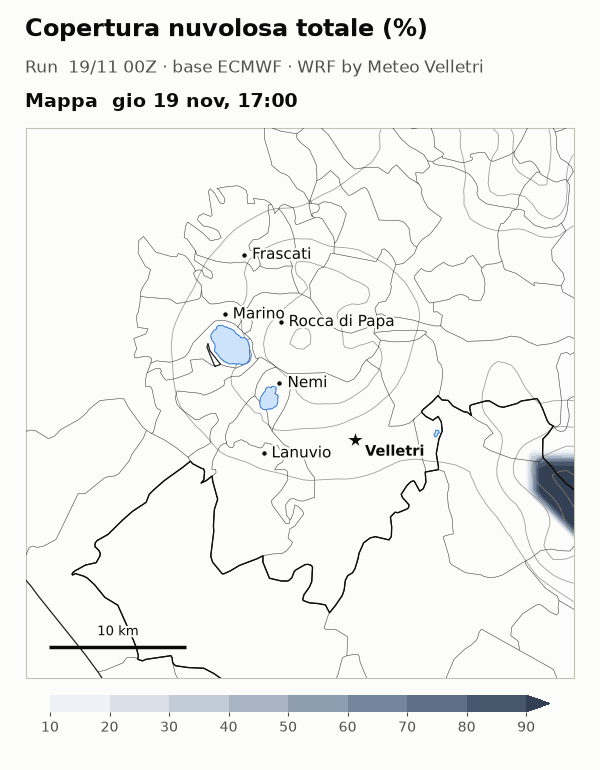 Copertura nuvolosa totale (%)
Run 19/11 00Z · base ECMWF · WRF by Meteo Velletri
Mappa gio 19 nov, 17:00
Frascati
Marino
Rocca di Papa
Nemi
Velletri
Lanuvio
10 km
10 20 30 40 50 60 70 80 90